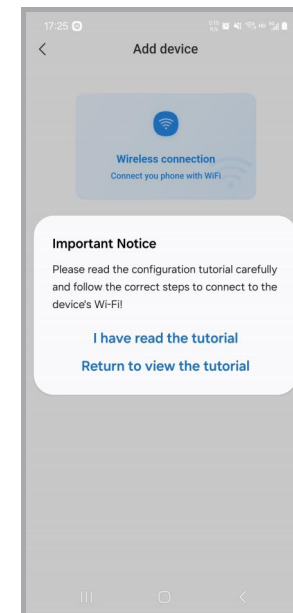 17:25
Add device
Wireless connection
Connect you phone with WiFi
Important Notice
Please read the configuration tutorial carefully
and follow the correct steps to connect to the
device's Wi-Fi!
I have read the tutorial
Return to view the tutorial